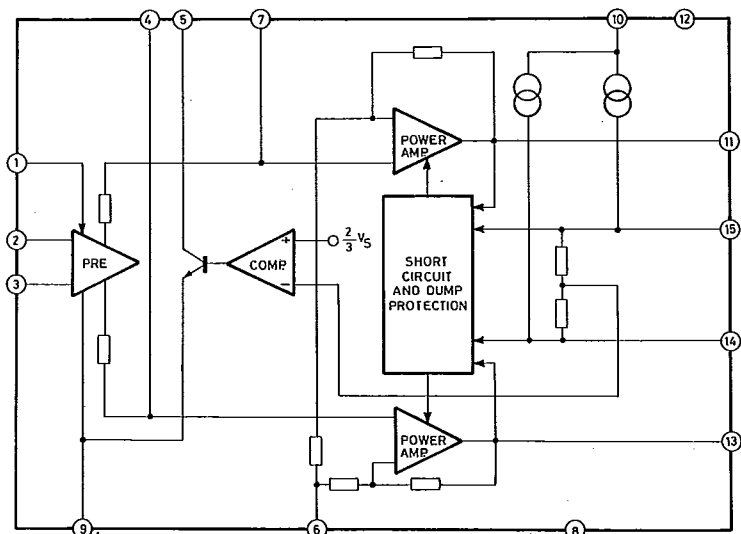 4 5 7 10 12
1
2
3
PRE
+
−
COMP.
2/3 VS
POWER
AMP.
SHORT
CIRCUIT
AND DUMP
PROTECTION
POWER
AMP.
11
15
14
13
9 6 8